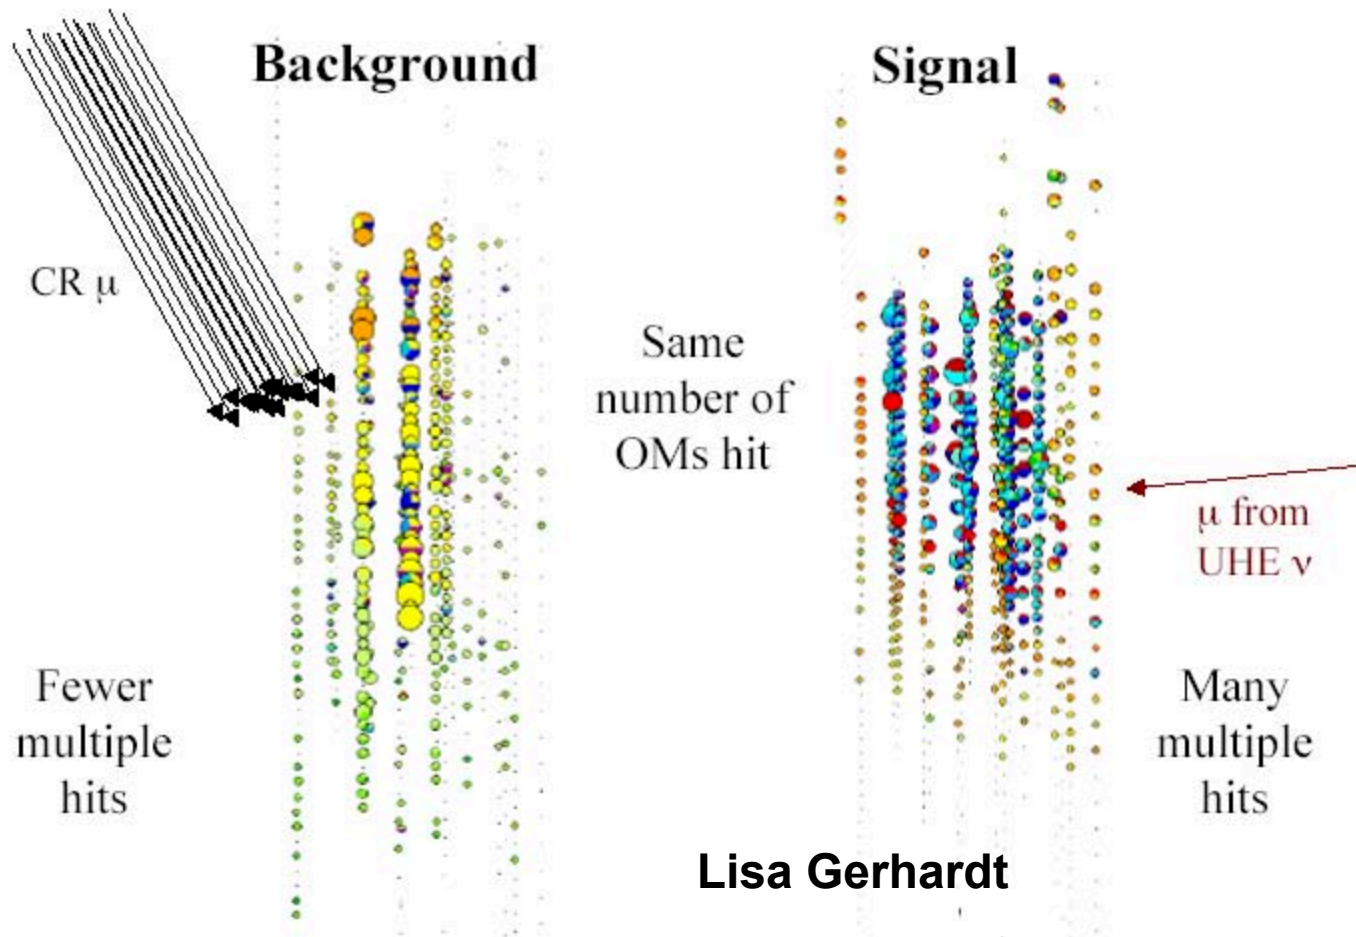 Background
Signal
CR μ
Same
number of
OMs hit
μ from
UHE ν
Fewer
multiple
hits
Many
multiple
hits
Lisa Gerhardt